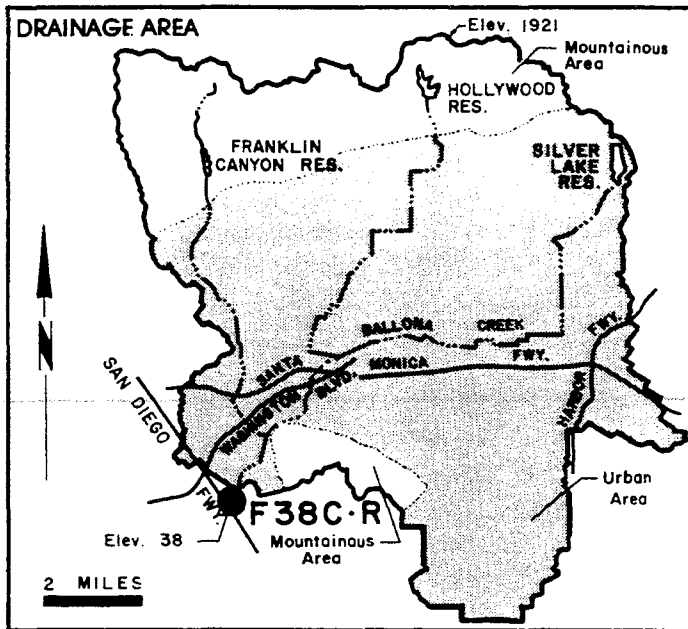 DRAINAGE AREA
Elev. 1921
Mountainous
Area
HOLLYWOOD
RES.
FRANKLIN
CANYON RES.
SILVER
LAKE
RES.
N
BALLONA CREEK
FWY.
SANTA MONICA FWY.
SAN DIEGO FWY.
WASHINGTON BLVD.
HARBOR
F38C-R
Elev. 38
Mountainous
Area
Urban
Area
2 MILES